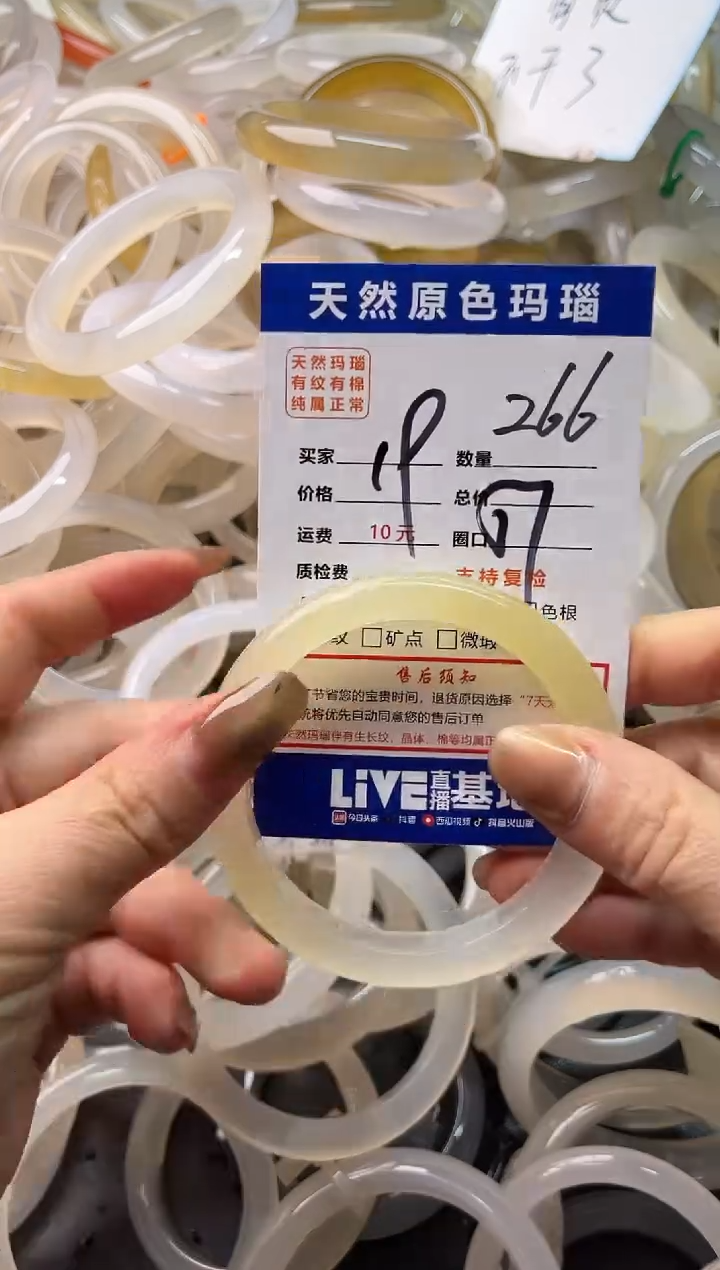 天然原色玛瑙
天然玛瑙
有纹有棉
纯属正常
266
买家
数量
19
价格
总价
运费 10元
圈口
57
质检费
支持复检
色根
纹 □矿点 □微瑕
售后须知
节省您的宝贵时间，退货原因选择“7天
统将优先自动同意您的售后订单
天然玛瑙伴有生长纹、晶体、棉等均属正
LIVE直播基地
今日头条 抖音 西瓜视频 抖音火山版